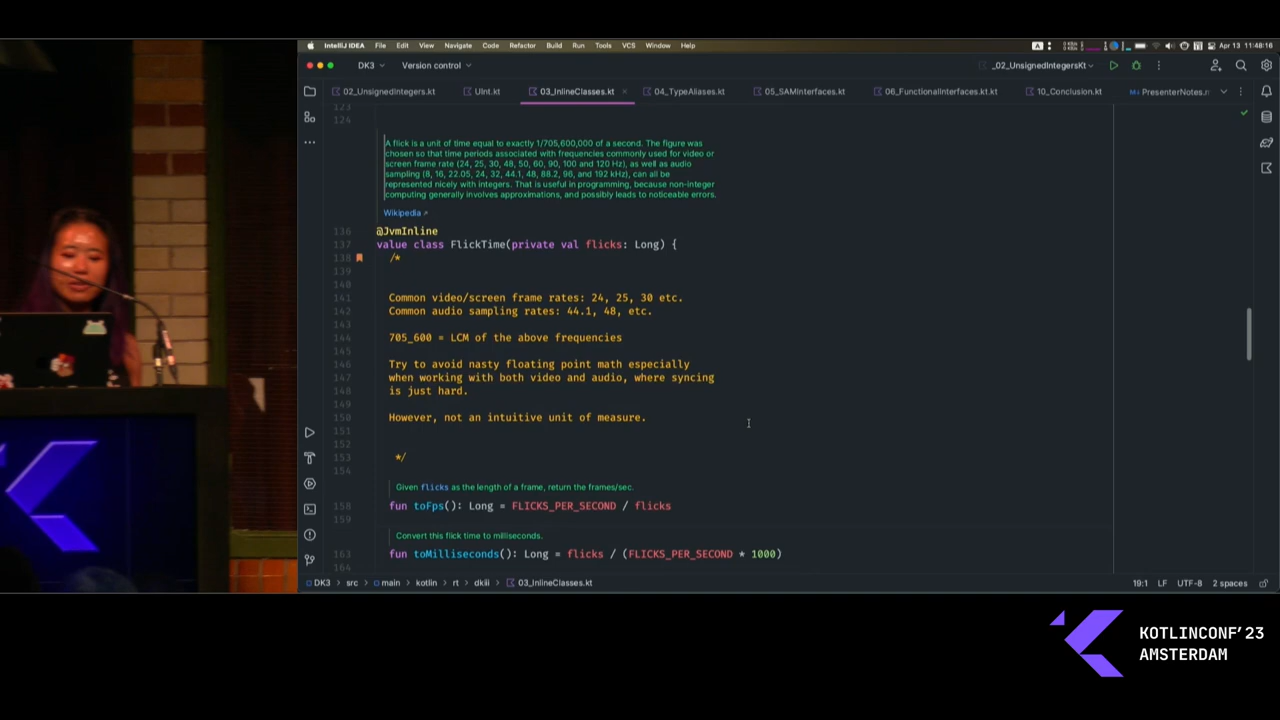 IntelliJ IDEA File Edit View Navigate Code Refactor Build Run Tools VCS Window Help
Apr 13 11:48:16
DK3 Version control
_02_UnsignedIntegersKt
02_UnsignedIntegers.kt UInt.kt 03_InlineClasses.kt 04_TypeAliases.kt 05_SAMInterfaces.kt 06_FunctionalInterfaces.kt.kt 10_Conclusion.kt PresenterNotes.n
123
124
A flick is a unit of time equal to exactly 1/705,600,000 of a second. The figure was
chosen so that time periods associated with frequencies commonly used for video or
screen frame rate (24, 25, 30, 48, 50, 60, 90, 100 and 120 Hz), as well as audio
sampling (8, 16, 22.05, 24, 32, 44.1, 48, 88.2, 96, and 192 kHz), can all be
represented nicely with integers. That is useful in programming, because non-integer
computing generally involves approximations, and possibly leads to noticeable errors.
Wikipedia ↗
136 @JvmInline
137 value class FlickTime(private val flicks: Long) {
138 /*
139
140
141 Common video/screen frame rates: 24, 25, 30 etc.
142 Common audio sampling rates: 44.1, 48, etc.
143
144 705_600 = LCM of the above frequencies
145
146 Try to avoid nasty floating point math especially
147 when working with both video and audio, where syncing
148 is just hard.
149
150 However, not an intuitive unit of measure.
151
152
153 */
154
Given flicks as the length of a frame, return the frames/sec.
158 fun toFps(): Long = FLICKS_PER_SECOND / flicks
159
Convert this flick time to milliseconds.
163 fun toMilliseconds(): Long = flicks / (FLICKS_PER_SECOND * 1000)
164
DK3 > src > main > kotlin > rt > dkiii > 03_InlineClasses.kt
19:1 LF UTF-8 2 spaces
KOTLINCONF'23
AMSTERDAM